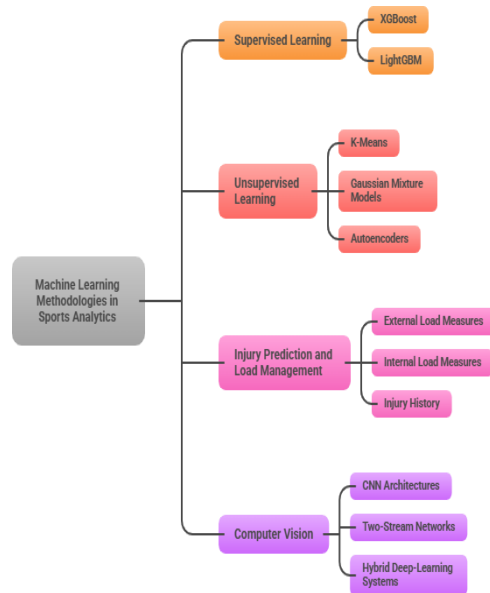 Machine Learning
Methodologies in
Sports Analytics
Supervised Learning
XGBoost
LightGBM
Unsupervised
Learning
K-Means
Gaussian Mixture
Models
Autoencoders
Injury Prediction and
Load Management
External Load Measures
Internal Load Measures
Injury History
Computer Vision
CNN Architectures
Two-Stream Networks
Hybrid Deep-Learning
Systems